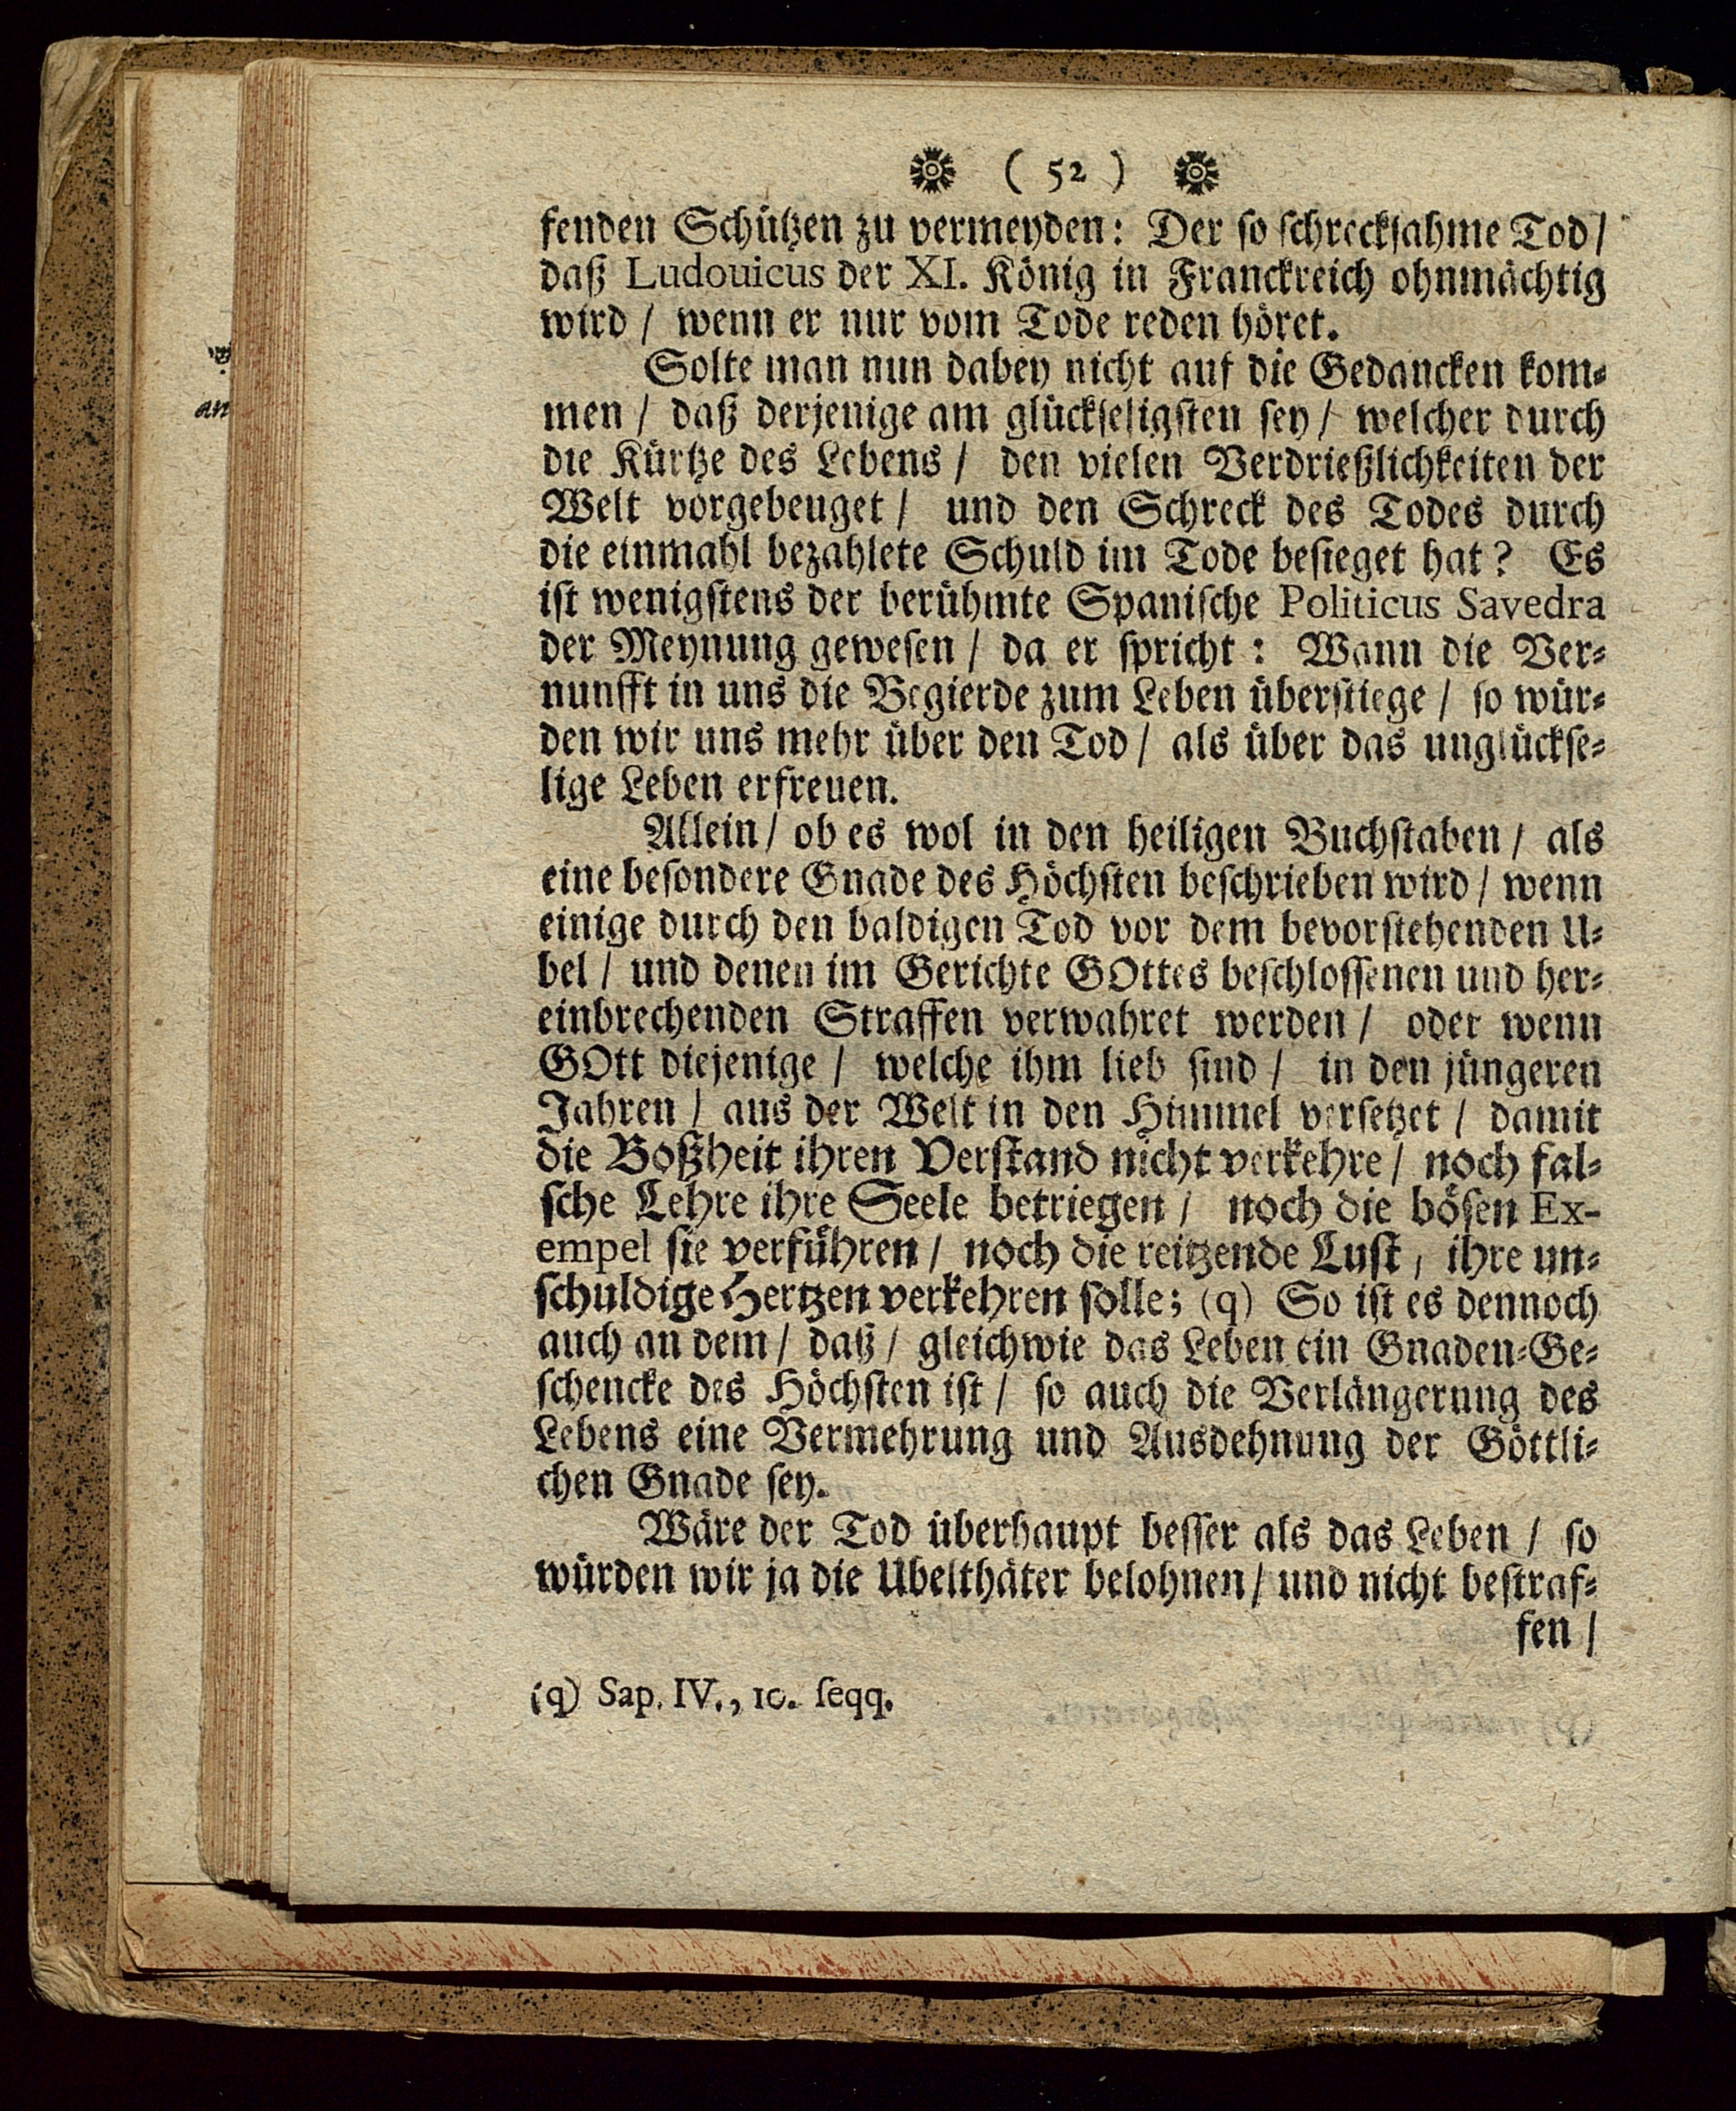 ( 52 )
fenden Schützen zu vermeyden: Der so schrecksahme Tod/
daß Ludouicus der XI. König in Franckreich ohnmächtig
wird / wenn er nur vom Tode reden höret.
Solte man nun dabey nicht auf die Gedancken kom-
men / daß derjenige am glückseligsten sey / welcher durch
die Kürtze des Lebens / den vielen Verdrießlichkeiten der
Welt vorgebeuget / und den Schreck des Todes durch
die einmahl bezahlete Schuld im Tode besieget hat? Es
ist wenigstens der berühmte Spanische Politicus Savedra
der Meynung gewesen / da er spricht: Wann die Ver-
nunfft in uns die Begierde zum Leben überstiege / so wür-
den wir uns mehr über den Tod / als über das unglückse-
lige Leben erfreuen.
Allein / ob es wol in den heiligen Buchstaben / als
eine besondere Gnade des Höchsten beschrieben wird / wenn
einige durch den baldigen Tod vor dem bevorstehenden U-
bel / und denen im Gerichte GOttes beschlossenen und her-
einbrechenden Straffen verwahret werden / oder wenn
GOtt diejenige / welche ihm lieb sind / in den jüngeren
Jahren / aus der Welt in den Himmel versetzet / damit
die Boßheit ihren Verstand nicht verkehre / noch fal-
sche Lehre ihre Seele betriegen / noch die bösen Ex-
empel sie verführen / noch die reitzende Lust, ihre un-
schuldige Hertzen verkehren solle; (q) So ist es dennoch
auch an dem / daß / gleichwie das Leben ein Gnaden-Ge-
schencke des Höchsten ist / so auch die Verlängerung des
Lebens eine Vermehrung und Ausdehnung der Göttli-
chen Gnade sey.
Wäre der Tod überhaupt besser als das Leben / so
würden wir ja die Ubelthäter belohnen / und nicht bestraf-
fen /
(q) Sap. IV., 10. seqq.
an